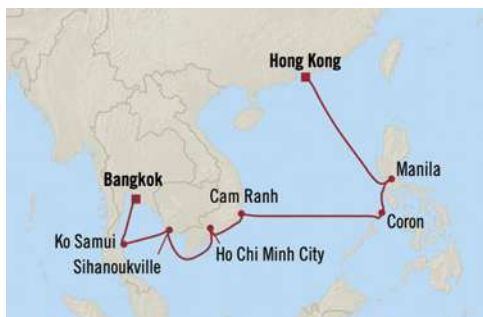 Hong Kong
Manila
Bangkok
Cam Ranh
Coron
Ko Samui
Ho Chi Minh City
Sihanoukville